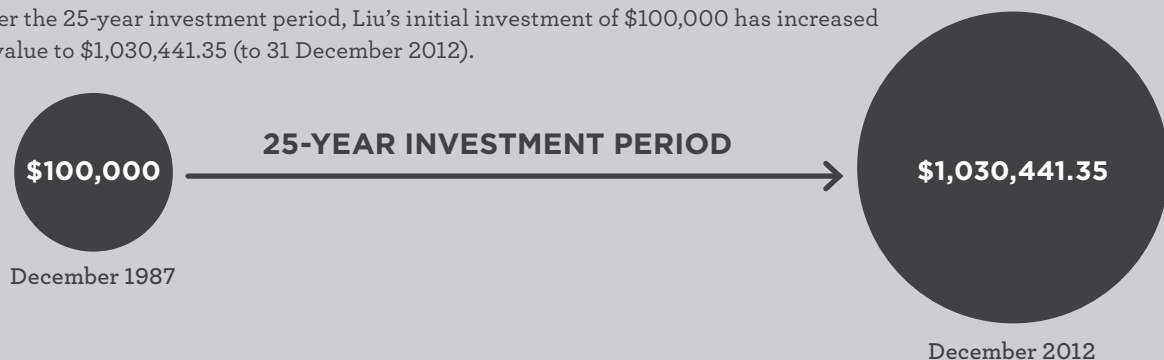 er the 25-year investment period, Liu’s initial investment of $100,000 has increased
value to $1,030,441.35 (to 31 December 2012).
25-YEAR INVESTMENT PERIOD
$100,000
$1,030,441.35
December 1987
December 2012